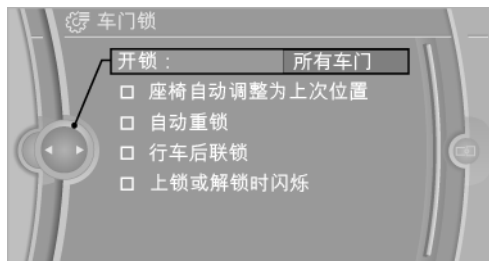 车门锁
开锁： 所有车门
座椅自动调整为上次位置
自动重锁
行车后联锁
上锁或解锁时闪烁